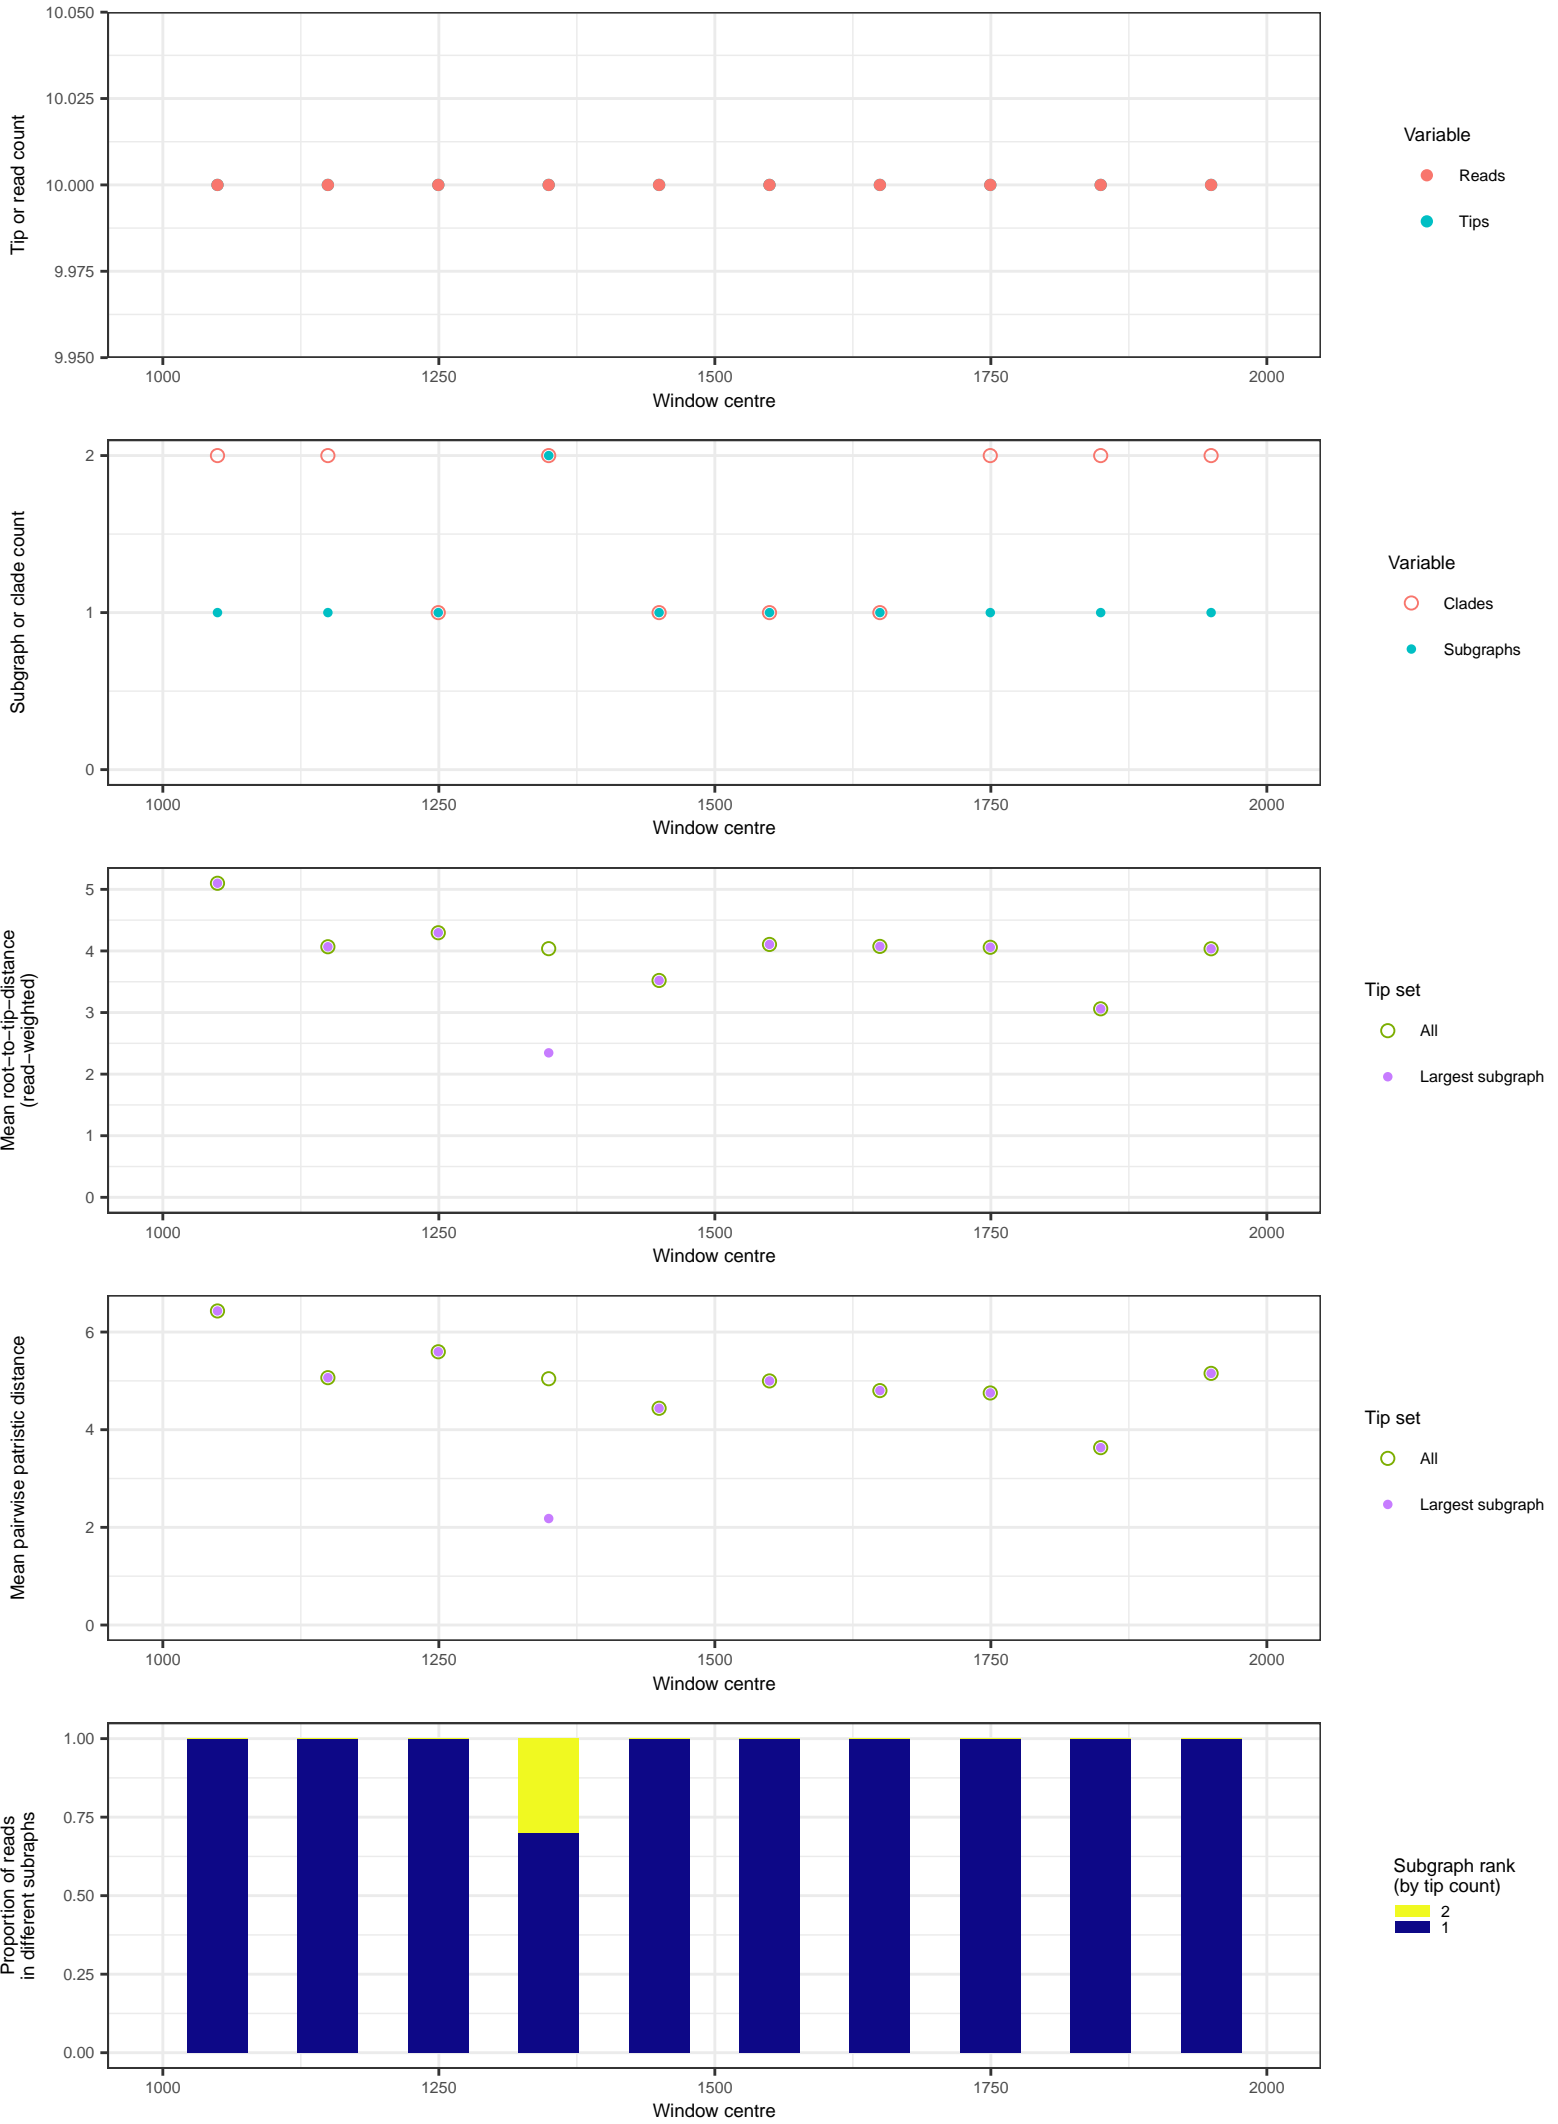 10.050
10.025
10.000
9.975
9.950
Tip or read count
1000 1250 1500 1750 2000
Window centre
Variable
Reads
Tips
2
1
0
Subgraph or clade count
1000 1250 1500 1750 2000
Window centre
Variable
Clades
Subgraphs
5
4
3
2
1
0
Mean root−to−tip−distance
(read−weighted)
1000 1250 1500 1750 2000
Window centre
Tip set
All
Largest subgraph
6
4
2
0
Mean pairwise patristic distance
1000 1250 1500 1750 2000
Window centre
Tip set
All
Largest subgraph
1.00
0.75
0.50
0.25
0.00
Proportion of reads
in different subraphs
1000 1250 1500 1750 2000
Window centre
Subgraph rank
(by tip count)
2
1